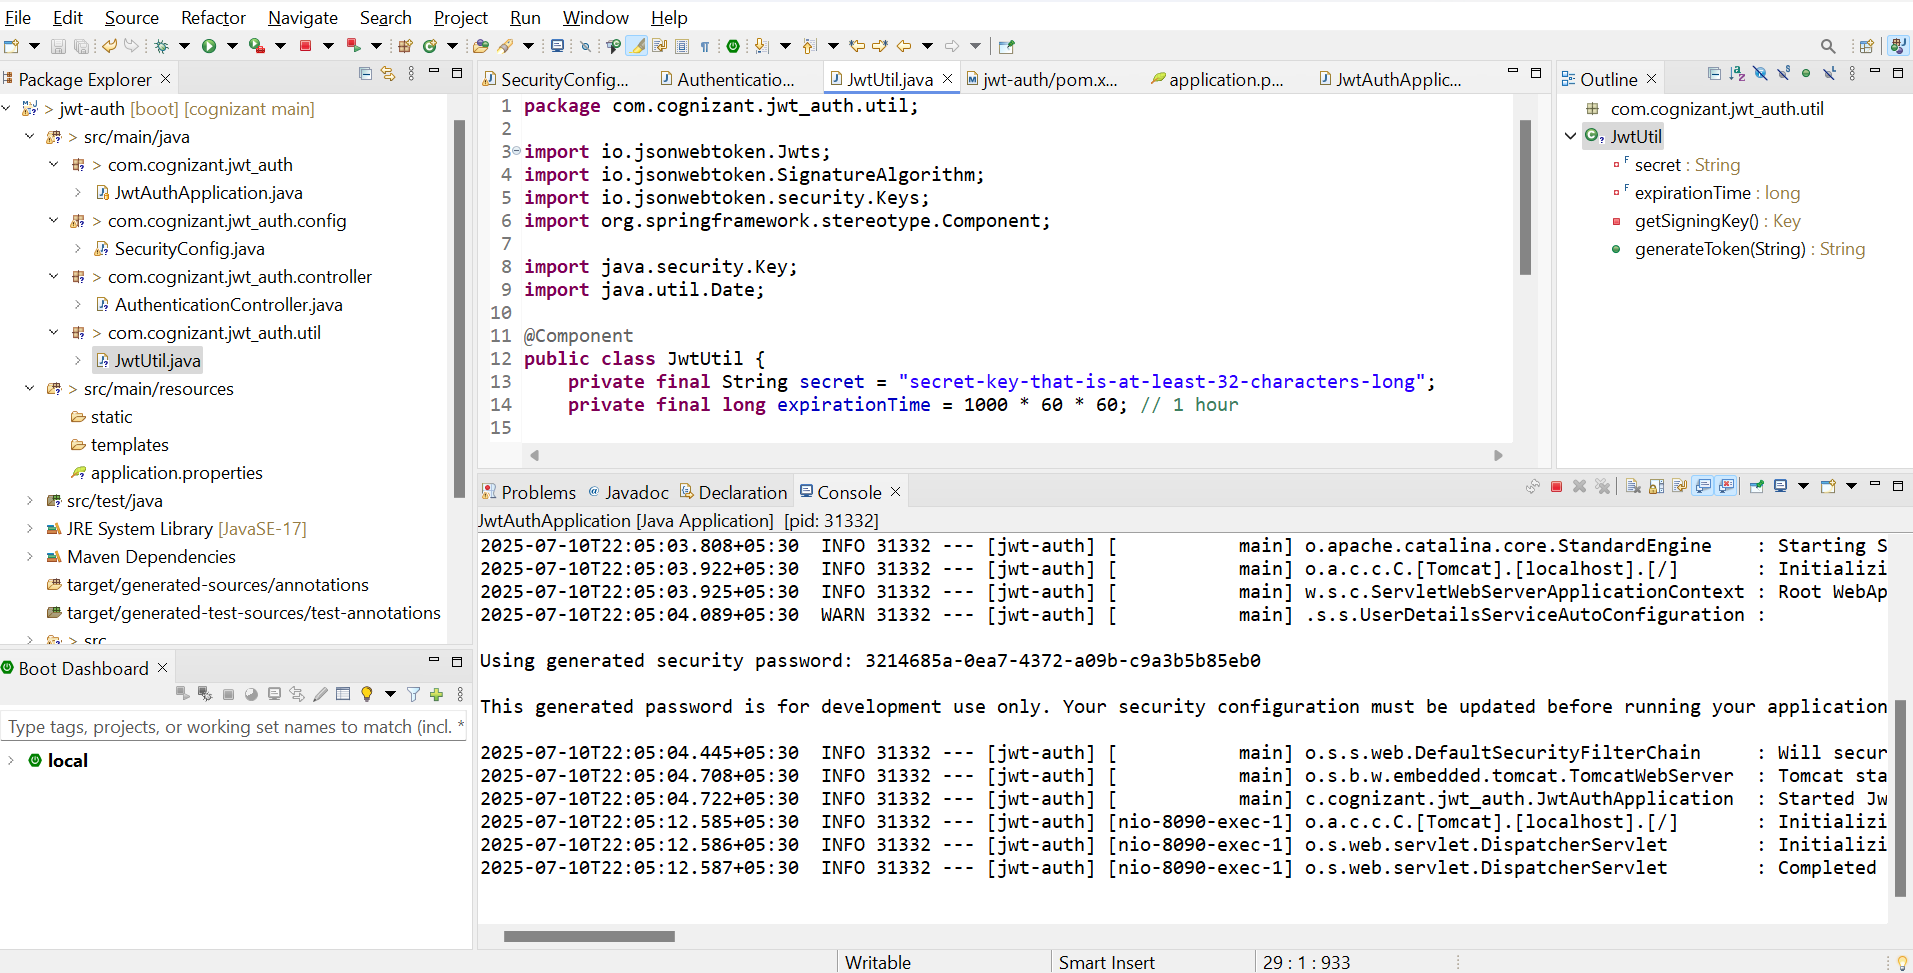 File Edit Source Refactor Navigate Search Project Run Window Help
Package Explorer
> jwt-auth [boot] [cognizant main]
> src/main/java
> com.cognizant.jwt_auth
JwtAuthApplication.java
> com.cognizant.jwt_auth.config
SecurityConfig.java
> com.cognizant.jwt_auth.controller
AuthenticationController.java
> com.cognizant.jwt_auth.util
JwtUtil.java
> src/main/resources
static
templates
application.properties
src/test/java
JRE System Library [JavaSE-17]
Maven Dependencies
target/generated-sources/annotations
target/generated-test-sources/test-annotations
> src
Boot Dashboard
Type tags, projects, or working set names to match (incl. *
local
SecurityConfig... Authenticatio... JwtUtil.java jwt-auth/pom.x... application.p... JwtAuthApplic...
1 package com.cognizant.jwt_auth.util;
2
3 import io.jsonwebtoken.Jwts;
4 import io.jsonwebtoken.SignatureAlgorithm;
5 import io.jsonwebtoken.security.Keys;
6 import org.springframework.stereotype.Component;
7
8 import java.security.Key;
9 import java.util.Date;
10
11 @Component
12 public class JwtUtil {
13 private final String secret = "secret-key-that-is-at-least-32-characters-long";
14 private final long expirationTime = 1000 * 60 * 60; // 1 hour
15
Outline
com.cognizant.jwt_auth.util
JwtUtil
secret : String
expirationTime : long
getSigningKey() : Key
generateToken(String) : String
Problems Javadoc Declaration Console
JwtAuthApplication [Java Application] [pid: 31332]
2025-07-10T22:05:03.808+05:30 INFO 31332 --- [jwt-auth] [ main] o.apache.catalina.core.StandardEngine : Starting S
2025-07-10T22:05:03.922+05:30 INFO 31332 --- [jwt-auth] [ main] o.a.c.c.C.[Tomcat].[localhost].[/] : Initializi
2025-07-10T22:05:03.925+05:30 INFO 31332 --- [jwt-auth] [ main] w.s.c.ServletWebServerApplicationContext : Root WebAp
2025-07-10T22:05:04.089+05:30 WARN 31332 --- [jwt-auth] [ main] .s.s.UserDetailsServiceAutoConfiguration :
Using generated security password: 3214685a-0ea7-4372-a09b-c9a3b5b85eb0
This generated password is for development use only. Your security configuration must be updated before running your application
2025-07-10T22:05:04.445+05:30 INFO 31332 --- [jwt-auth] [ main] o.s.s.web.DefaultSecurityFilterChain : Will secur
2025-07-10T22:05:04.708+05:30 INFO 31332 --- [jwt-auth] [ main] o.s.b.w.embedded.tomcat.TomcatWebServer : Tomcat sta
2025-07-10T22:05:04.722+05:30 INFO 31332 --- [jwt-auth] [ main] c.cognizant.jwt_auth.JwtAuthApplication : Started Jw
2025-07-10T22:05:12.585+05:30 INFO 31332 --- [jwt-auth] [nio-8090-exec-1] o.a.c.c.C.[Tomcat].[localhost].[/] : Initializi
2025-07-10T22:05:12.586+05:30 INFO 31332 --- [jwt-auth] [nio-8090-exec-1] o.s.web.servlet.DispatcherServlet : Initializi
2025-07-10T22:05:12.587+05:30 INFO 31332 --- [jwt-auth] [nio-8090-exec-1] o.s.web.servlet.DispatcherServlet : Completed
Writable Smart Insert 29 : 1 : 933